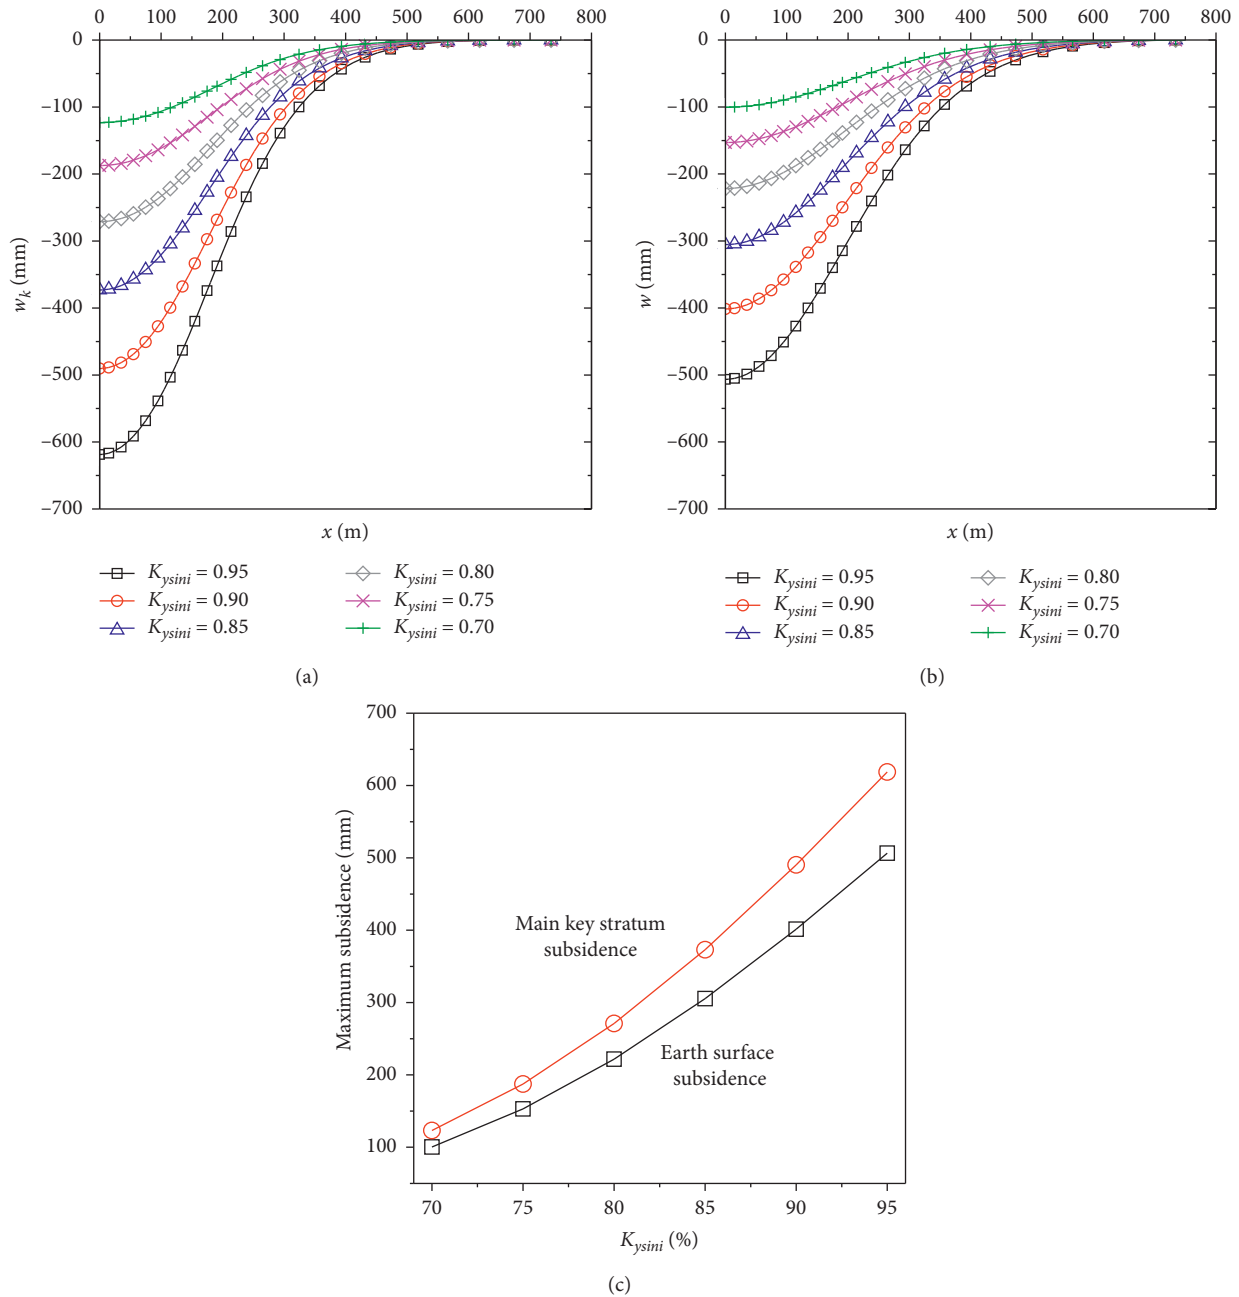 0 100 200 300 400 500 600 700 800
0
–100
–200
–300
–400
–500
–600
–700
w_k (mm)
x (m)
K_ysini = 0.95
K_ysini = 0.90
K_ysini = 0.85
K_ysini = 0.80
K_ysini = 0.75
K_ysini = 0.70
(a)
0 100 200 300 400 500 600 700 800
0
–100
–200
–300
–400
–500
–600
–700
w (mm)
x (m)
K_ysini = 0.95
K_ysini = 0.90
K_ysini = 0.85
K_ysini = 0.80
K_ysini = 0.75
K_ysini = 0.70
(b)
700
600
500
400
300
200
100
Maximum subsidence (mm)
Main key stratum
subsidence
Earth surface
subsidence
70 75 80 85 90 95
K_ysini (%)
(c)